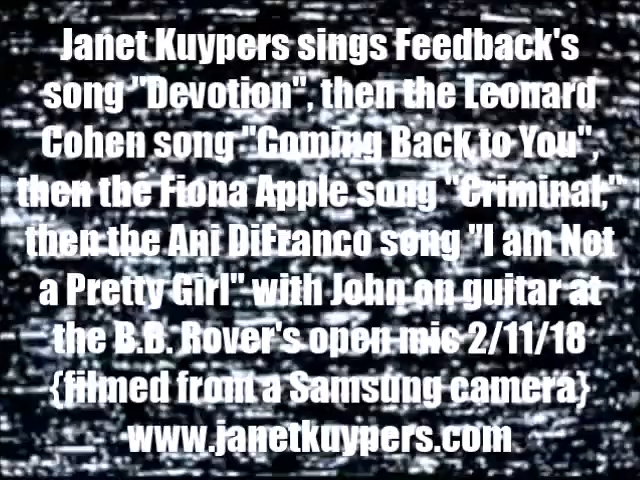 Janet Kuypers sings Feedback's
song "Devotion", then the Leonard
Cohen song "Coming Back to You",
then the Fiona Apple song "Criminal,"
then the Ani DiFranco song "I am Not
a Pretty Girl" with John on guitar at
the B.B. Rover's open mic 2/11/18
{filmed from a Samsung camera}
www.janetkuypers.com